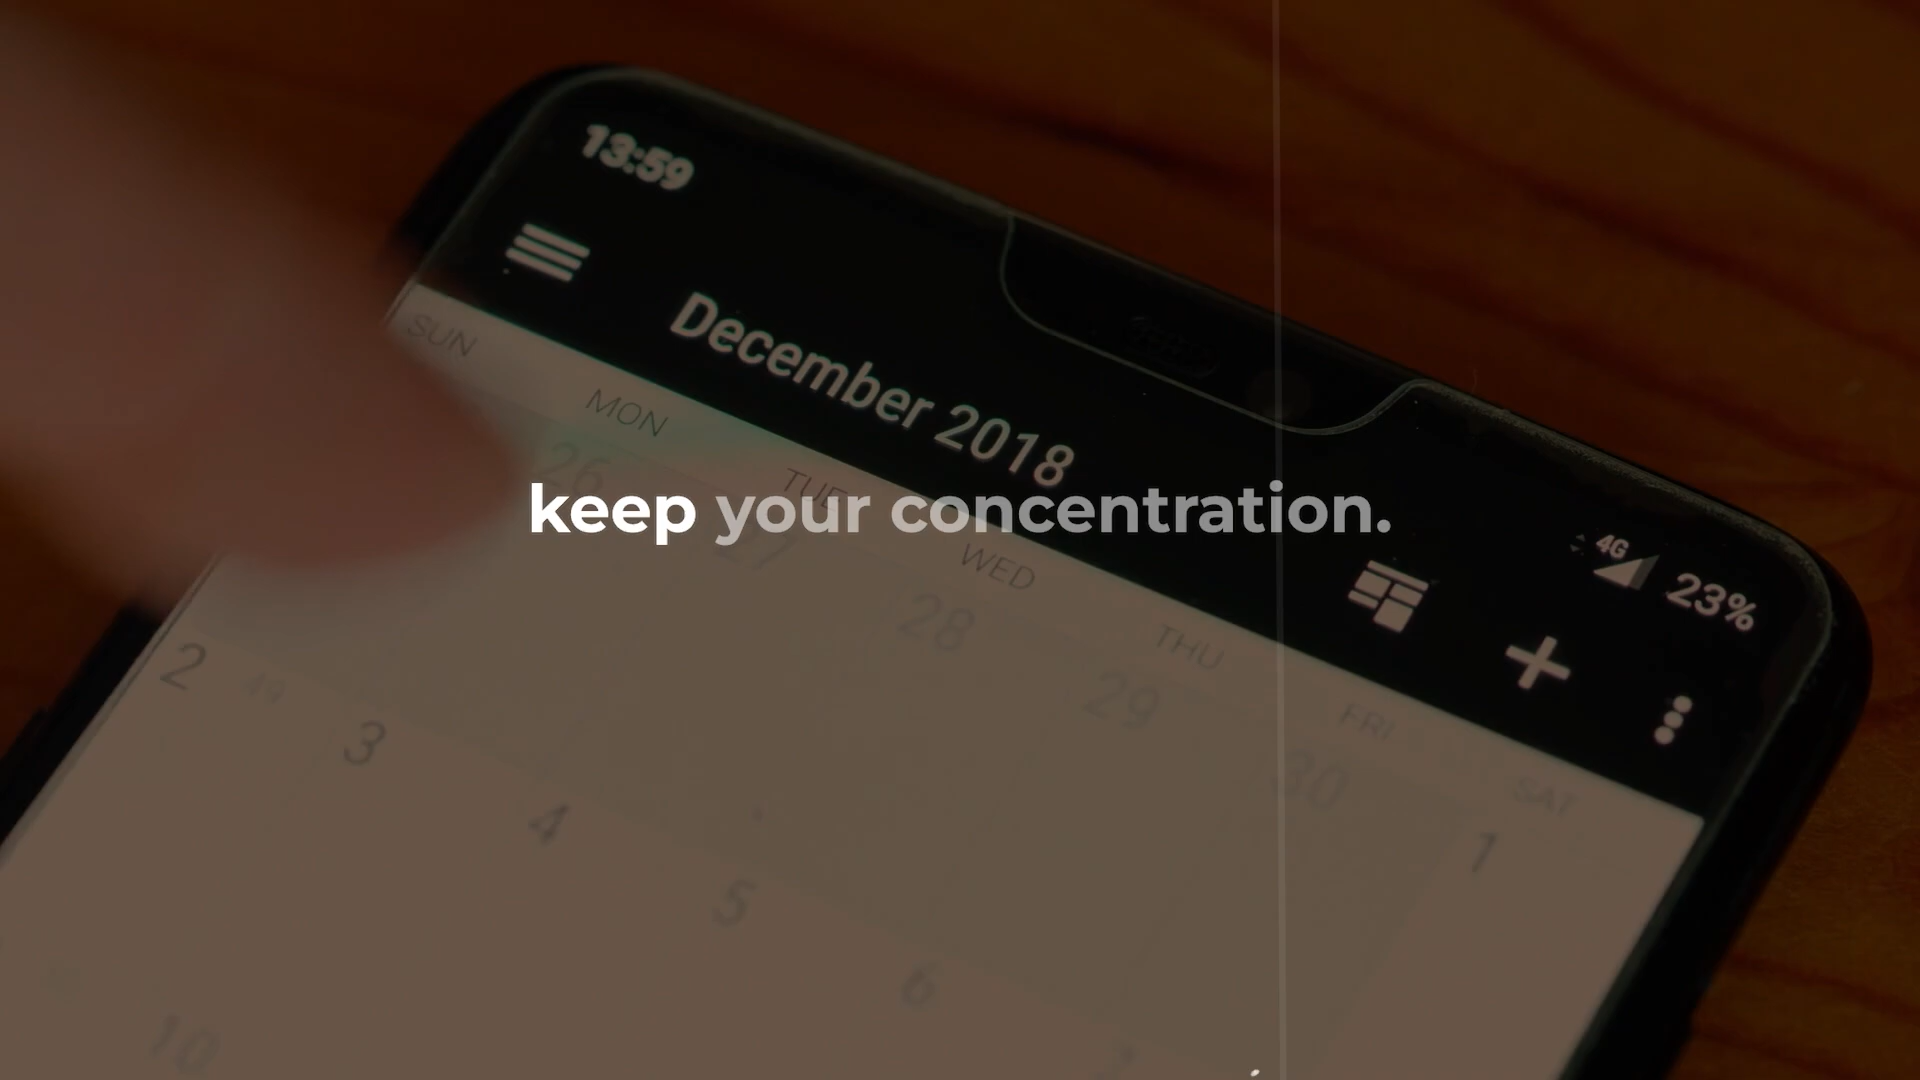 13:59
December 2018
4G 23%
SUN MON TUE WED THU FRI SAT
26 27 28 29 30 1
keep your concentration.
2 49 3 4 5 6
10